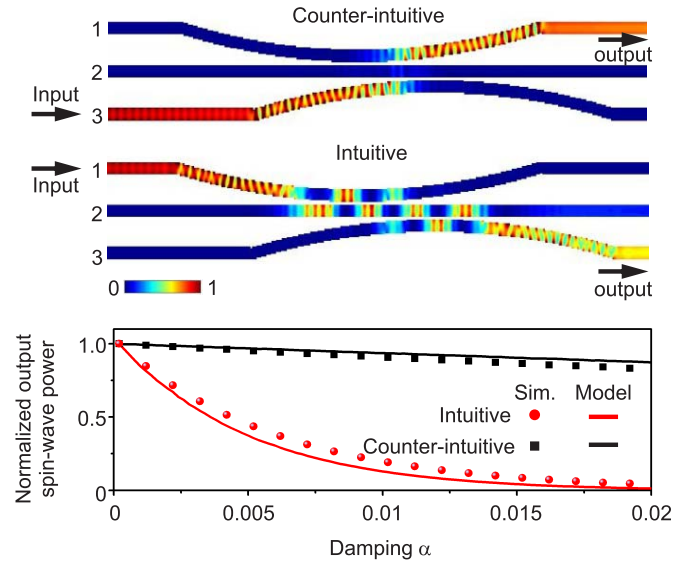 Counter-intuitive
1
output
2
Input
3
Intuitive
1
Input
2
3
0 1
output
Normalized output
spin-wave power
1.0
0.5
0
Sim. Model
Intuitive
Counter-intuitive
0 0.005 0.01 0.015 0.02
Damping α